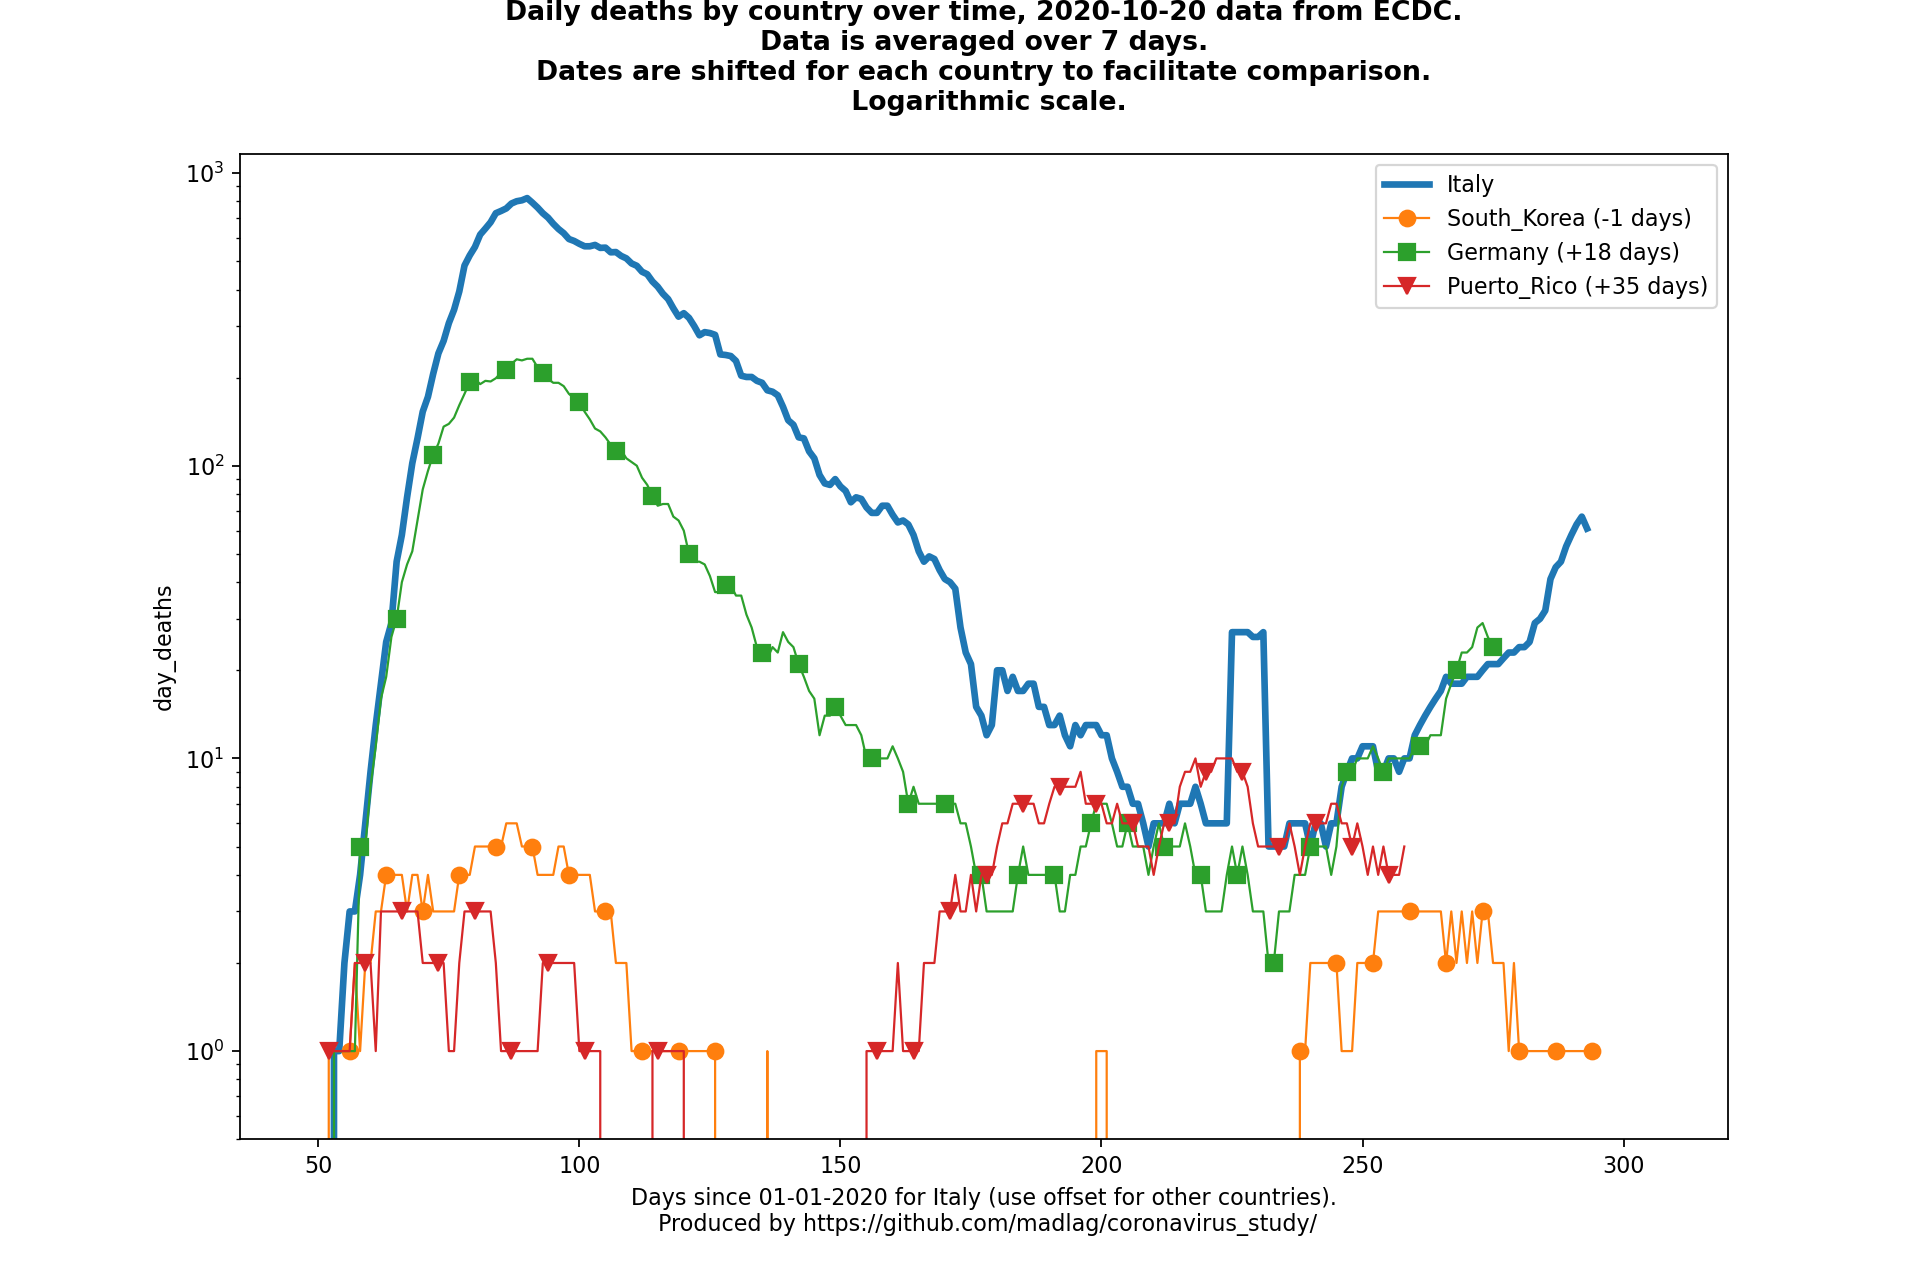 Daily deaths by country over time, 2020-10-20 data from ECDC.
Data is averaged over 7 days.
Dates are shifted for each country to facilitate comparison.
Logarithmic scale.
10³
10²
10¹
10⁰
day_deaths
Italy
South_Korea (-1 days)
Germany (+18 days)
Puerto_Rico (+35 days)
50 100 150 200 250 300
Days since 01-01-2020 for Italy (use offset for other countries).
Produced by https://github.com/madlag/coronavirus_study/